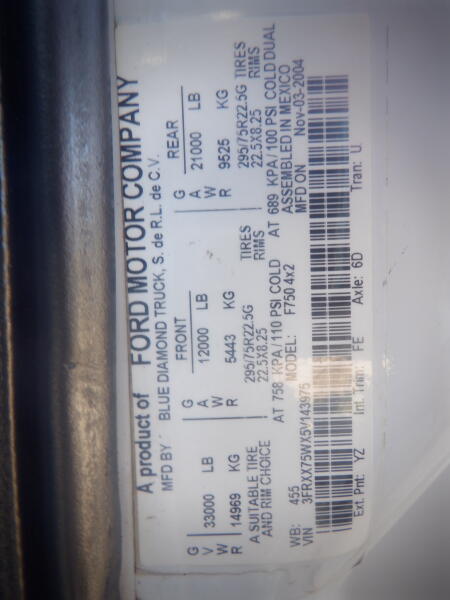 A product of FORD MOTOR COMPANY
MFD BY BLUE DIAMOND TRUCK, S. de R.L. de C.V.
FRONT REAR
G V W R 33000 LB 14969 KG
G A W R 12000 LB 5443 KG
G A W R 21000 LB 9525 KG
A SUITABLE TIRE AND RIM CHOICE
295/75R22.5G TIRES
22.5X8.25 RIMS
AT 758 KPA/110 PSI COLD
295/75R22.5G TIRES
22.5X8.25 RIMS
AT 689 KPA/100 PSI COLD DUAL
WB: 455 MODEL: F750 4x2
ASSEMBLED IN MEXICO
VIN 3FRXX75WX5V143975
MFD ON Nov-03-2004
Ext. Pnt: YZ Int. Trim: FE Axle: 6D Tran: U